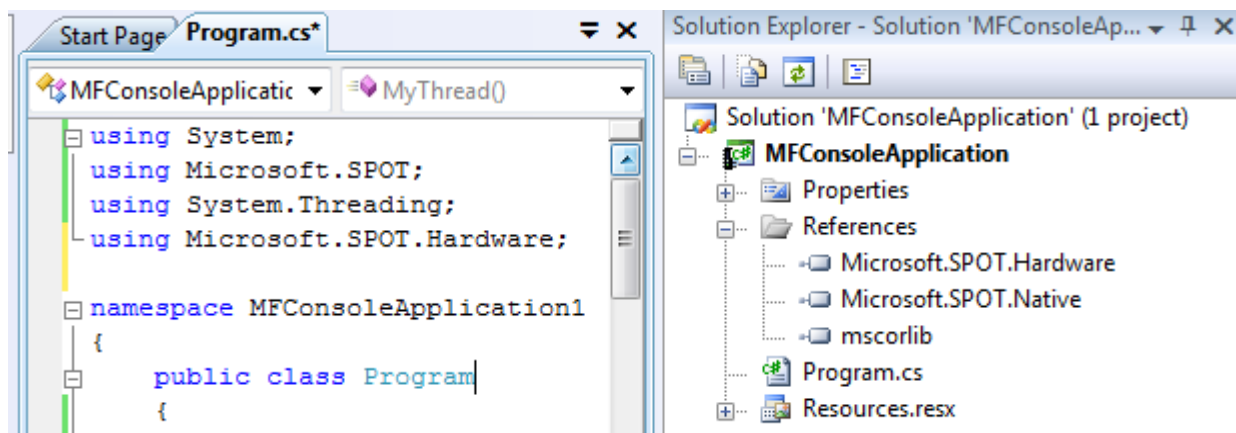 Start Page Program.cs*
MFConsoleApplicatic MyThread()
using System;
using Microsoft.SPOT;
using System.Threading;
using Microsoft.SPOT.Hardware;
namespace MFConsoleApplication1
{
public class Program
{
Solution Explorer - Solution 'MFConsoleAp...
Solution 'MFConsoleApplication' (1 project)
MFConsoleApplication
Properties
References
Microsoft.SPOT.Hardware
Microsoft.SPOT.Native
mscorlib
Program.cs
Resources.resx